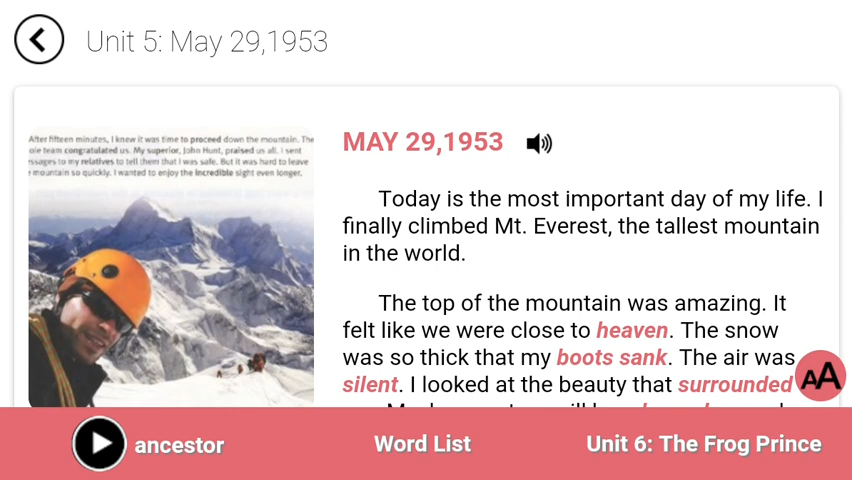 Unit 5: May 29,1953
After fifteen minutes, I knew it was time to proceed down the mountain. The
ole team congratulated us. My superior, John Hunt, praised us all. I sent
ssages to my relatives to tell them that I was safe. But it was hard to leave
mountain so quickly. I wanted to enjoy the incredible sight even longer.
MAY 29,1953
Today is the most important day of my life. I
finally climbed Mt. Everest, the tallest mountain
in the world.
The top of the mountain was amazing. It
felt like we were close to heaven. The snow
was so thick that my boots sank. The air was
silent. I looked at the beauty that surrounded
AA
ancestor
Word List
Unit 6: The Frog Prince